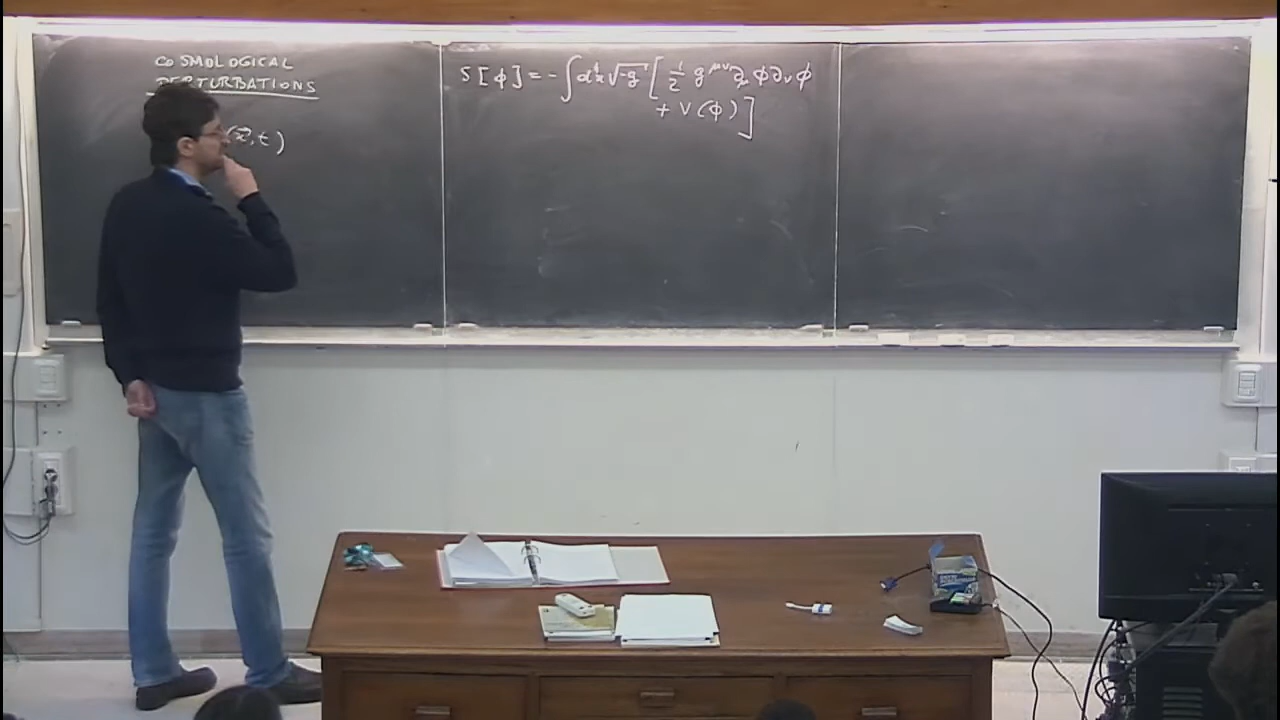 COSMOLOGICAL
PERTURBATIONS
(x⃗, t)
S[ϕ] = - ∫ d⁴x √-g [ 1/2 g^{μν} ∂_μ ϕ ∂_ν ϕ
+ V(ϕ) ]